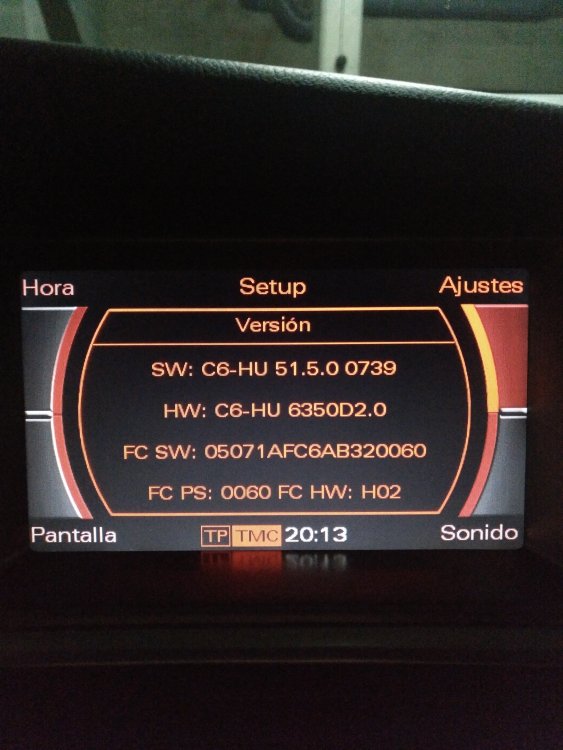 Hora Setup Ajustes
Versión
SW: C6-HU 51.5.0 0739
HW: C6-HU 6350D2.0
FC SW: 05071AFC6AB320060
FC PS: 0060 FC HW: H02
Pantalla TP TMC 20:13 Sonido